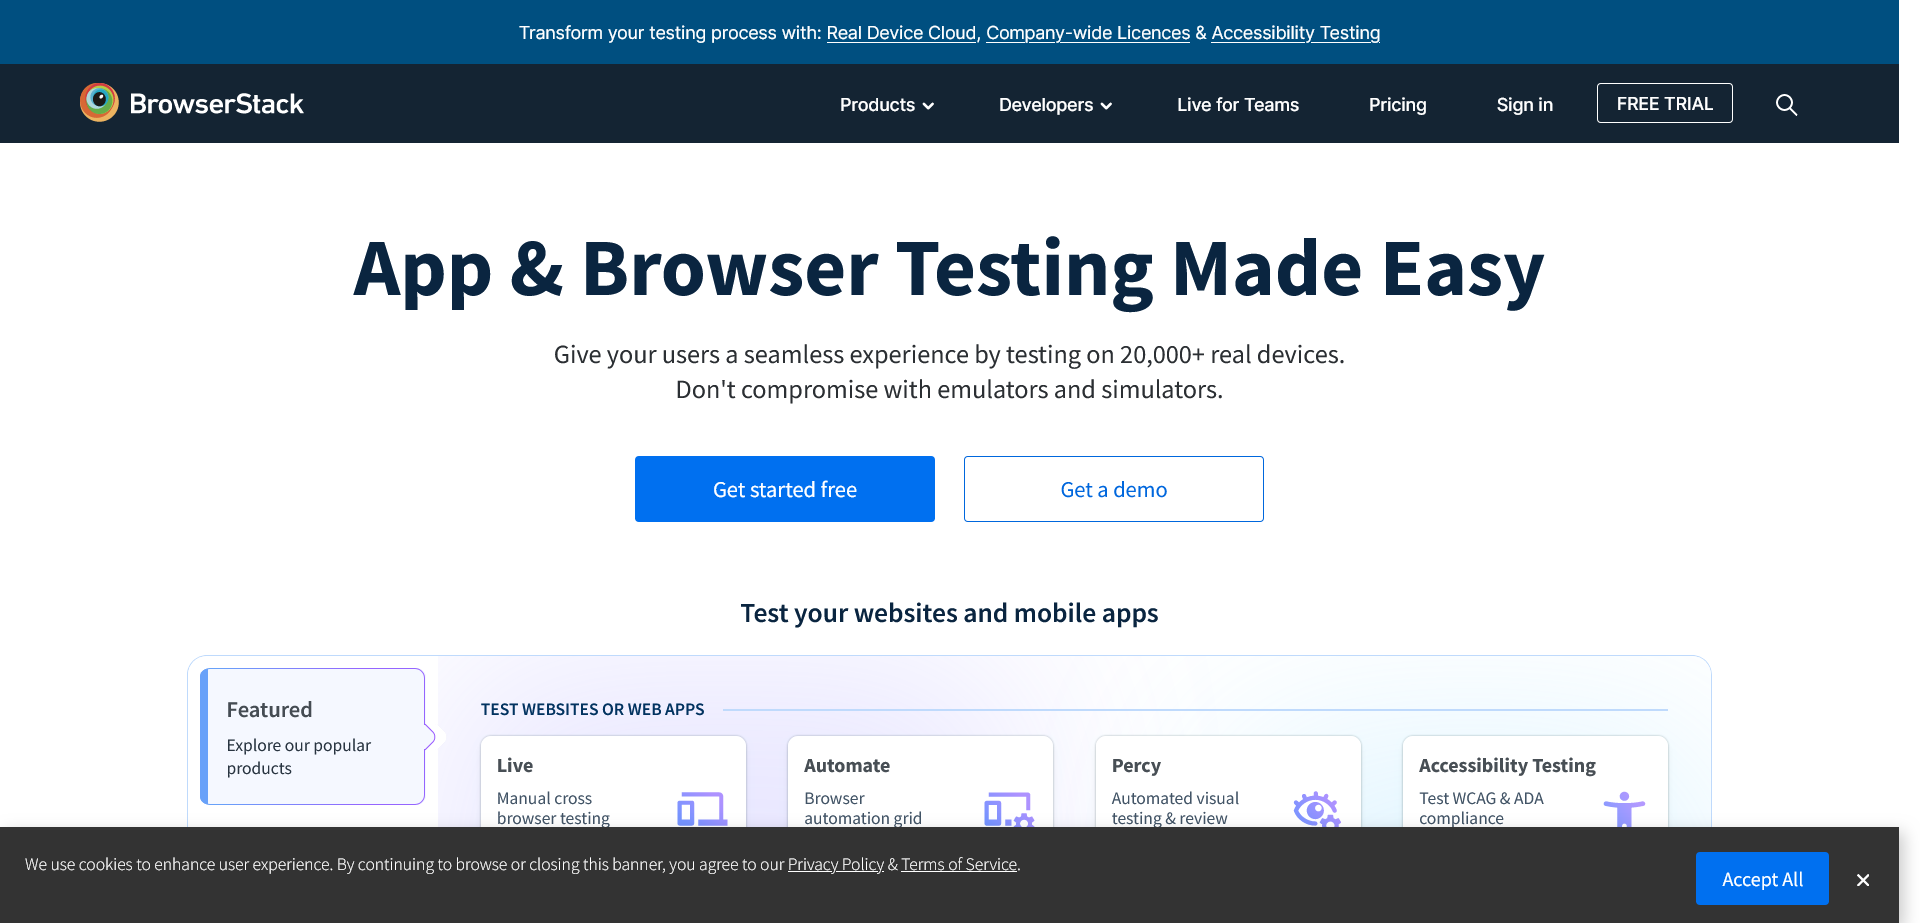 Transform your testing process with: Real Device Cloud, Company-wide Licences & Accessibility Testing
BrowserStack
Products
Developers
Live for Teams
Pricing
Sign in
FREE TRIAL
App & Browser Testing Made Easy
Give your users a seamless experience by testing on 20,000+ real devices.
Don't compromise with emulators and simulators.
Get started free
Get a demo
Test your websites and mobile apps
Featured
Explore our popular
products
TEST WEBSITES OR WEB APPS
Live
Manual cross
browser testing
Automate
Browser
automation grid
Percy
Automated visual
testing & review
Accessibility Testing
Test WCAG & ADA
compliance
We use cookies to enhance user experience. By continuing to browse or closing this banner, you agree to our Privacy Policy & Terms of Service.
Accept All